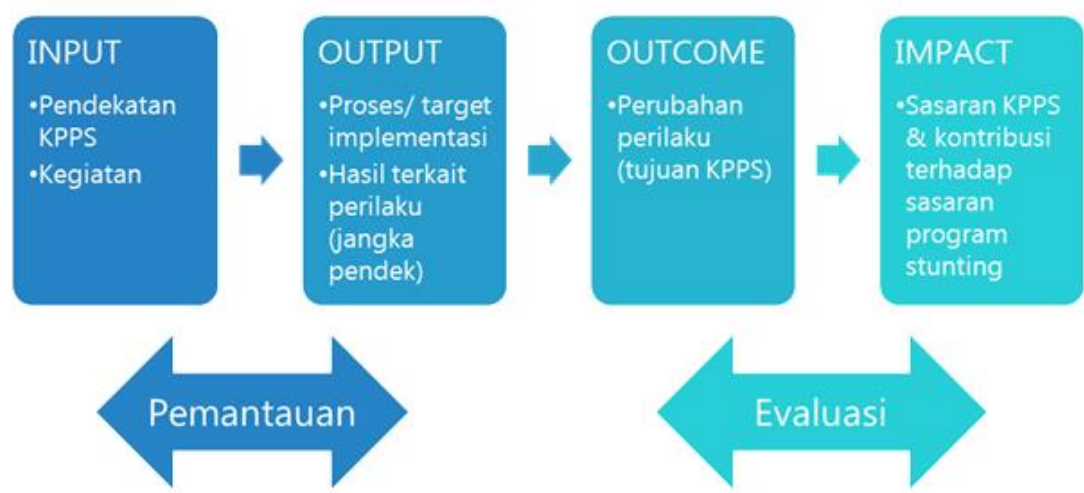 INPUT
•Pendekatan
KPPS
•Kegiatan
OUTPUT
•Proses/ target
implementasi
•Hasil terkait
perilaku
(jangka
pendek)
OUTCOME
•Perubahan
perilaku
(tujuan KPPS)
IMPACT
•Sasaran KPPS
& kontribusi
terhadap
sasaran
program
stunting
Pemantauan
Evaluasi